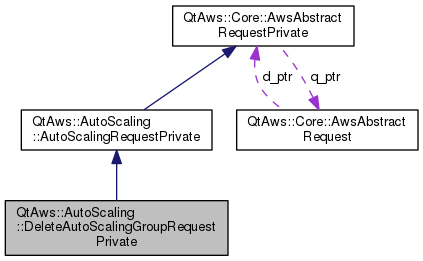 QtAws::Core::AwsAbstract
RequestPrivate
d_ptr
q_ptr
QtAws::AutoScaling
::AutoScalingRequestPrivate
QtAws::Core::AwsAbstract
Request
QtAws::AutoScaling
::DeleteAutoScalingGroupRequest
Private